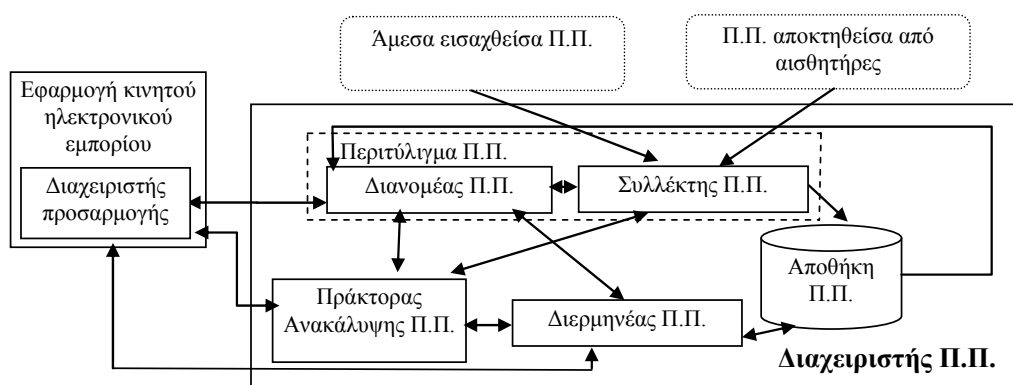 Άμεσα εισαχθείσα Π.Π.
Π.Π. αποκτηθείσα από
αισθητήρες
Εφαρμογή κινητού
ηλεκτρονικού
εμπορίου
Διαχειριστής
προσαρμογής
Περιτύλιγμα Π.Π.
Διανομέας Π.Π.
Συλλέκτης Π.Π.
Αποθήκη
Π.Π.
Πράκτορας
Ανακάλυψης Π.Π.
Διερμηνέας Π.Π.
Διαχειριστής Π.Π.